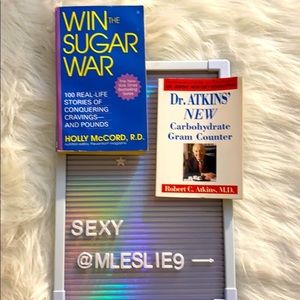 WIN THE
SUGAR
WAR
100 REAL-LIFE
STORIES OF
CONQUERING
CRAVINGS—
AND POUNDS
HOLLY McCORD, R.D.
Dr. ATKINS'
NEW
Carbohydrate
Gram Counter
Robert C. Atkins, M.D.
SEXY
@MLESLIE9 →